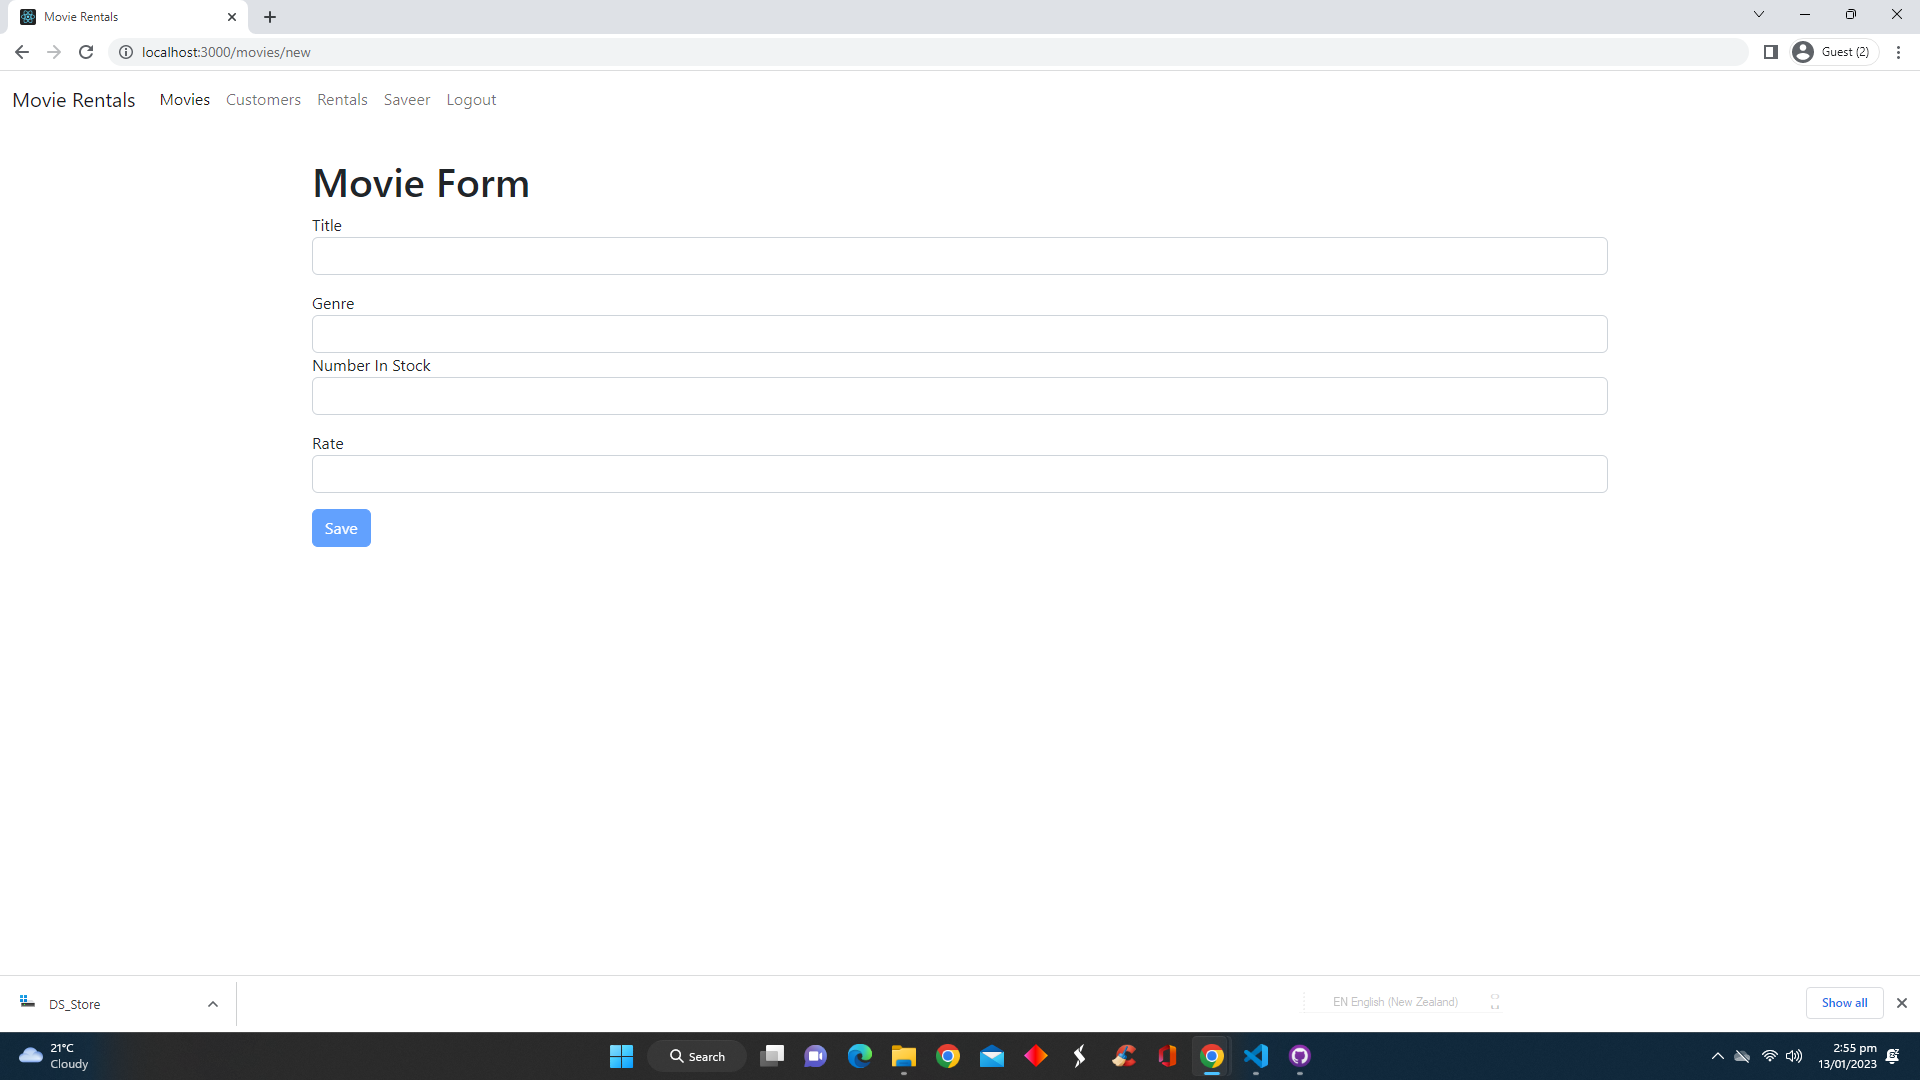 Movie Rentals
localhost:3000/movies/new
Guest (2)
Movie Rentals Movies Customers Rentals Saveer Logout
Movie Form
Title
Genre
Number In Stock
Rate
Save
DS_Store
EN English (New Zealand)
Show all
21°C
Cloudy
Search
2:55 pm
13/01/2023